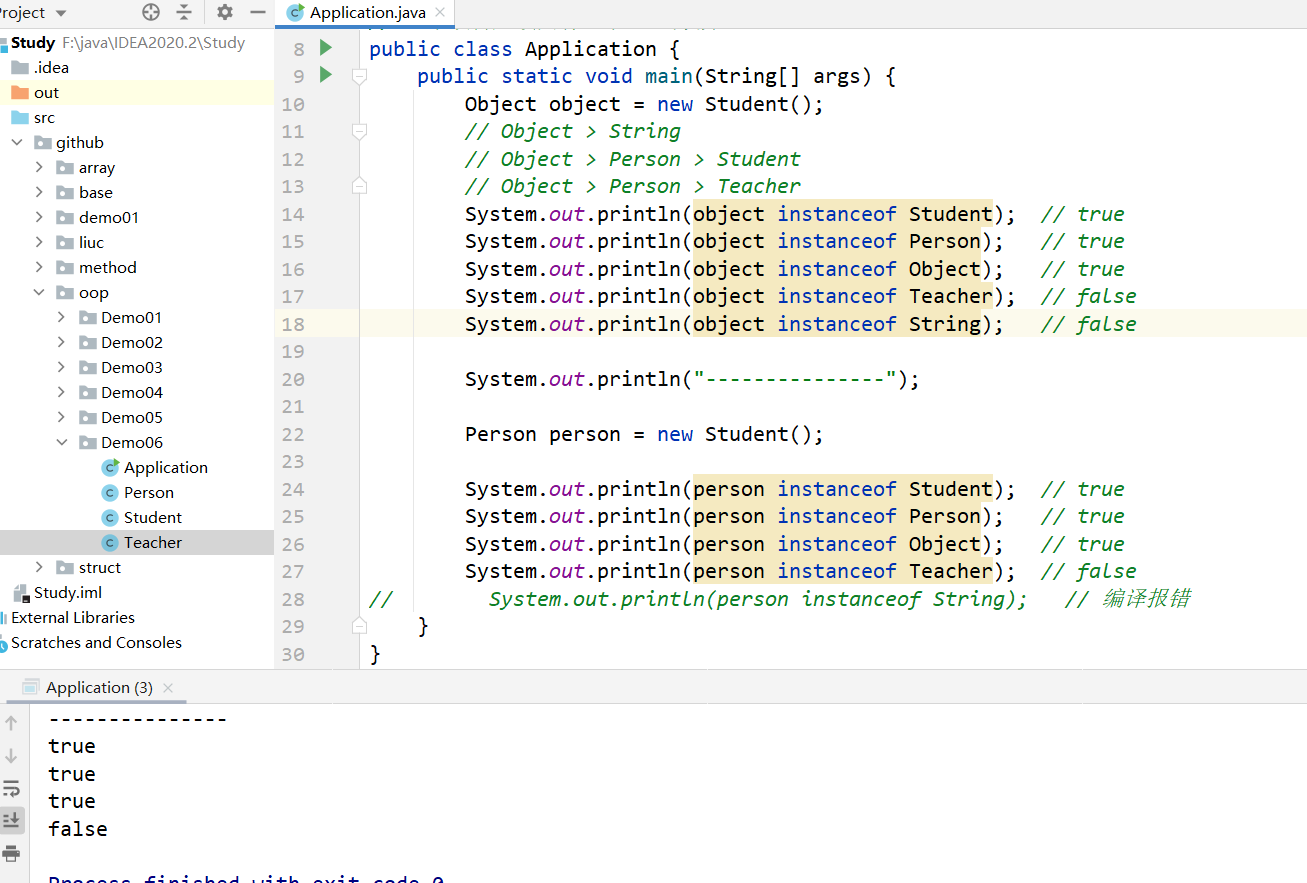 Project
Application.java
Study F:\java\IDEA2020.2\Study
.idea
out
src
github
array
base
demo01
liuc
method
oop
Demo01
Demo02
Demo03
Demo04
Demo05
Demo06
Application
Person
Student
Teacher
struct
Study.iml
External Libraries
Scratches and Consoles
8 public class Application {
9 public static void main(String[] args) {
10 Object object = new Student();
11 // Object > String
12 // Object > Person > Student
13 // Object > Person > Teacher
14 System.out.println(object instanceof Student); // true
15 System.out.println(object instanceof Person); // true
16 System.out.println(object instanceof Object); // true
17 System.out.println(object instanceof Teacher); // false
18 System.out.println(object instanceof String); // false
19
20 System.out.println("---------------");
21
22 Person person = new Student();
23
24 System.out.println(person instanceof Student); // true
25 System.out.println(person instanceof Person); // true
26 System.out.println(person instanceof Object); // true
27 System.out.println(person instanceof Teacher); // false
28 // System.out.println(person instanceof String); // 编译报错
29 }
30 }
Application (3)
---------------
true
true
true
false
Process finished with exit code 0